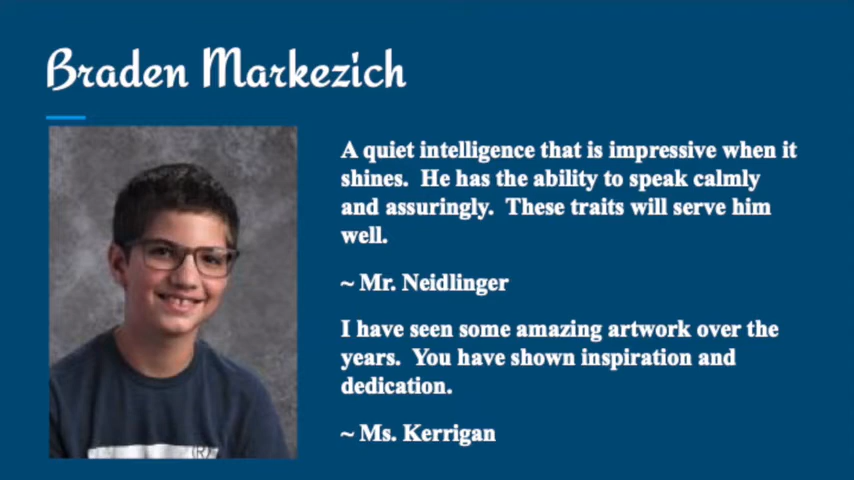 Braden Markezich
A quiet intelligence that is impressive when it
shines.  He has the ability to speak calmly
and assuringly.  These traits will serve him
well.
~ Mr. Neidlinger
I have seen some amazing artwork over the
years.  You have shown inspiration and
dedication.
~ Ms. Kerrigan
(R)